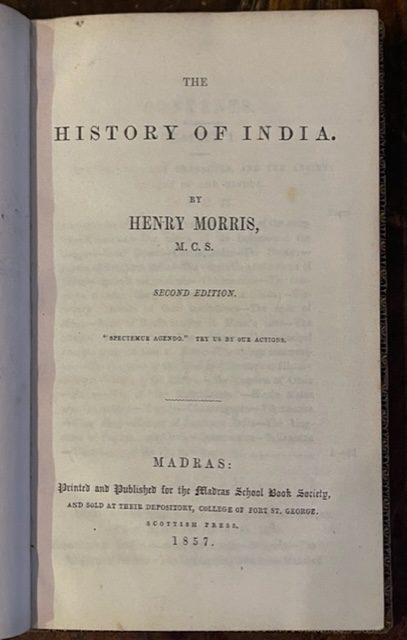 THE
HISTORY OF INDIA.
BY
HENRY MORRIS,
M. C. S.
SECOND EDITION.
"SPECTEMUR AGENDO." TRY US BY OUR ACTIONS.
MADRAS:
Printed and Published for the Madras School Book Society,
AND SOLD AT THEIR DEPOSITORY, COLLEGE OF FORT ST. GEORGE.
SCOTTISH PRESS.
1857.